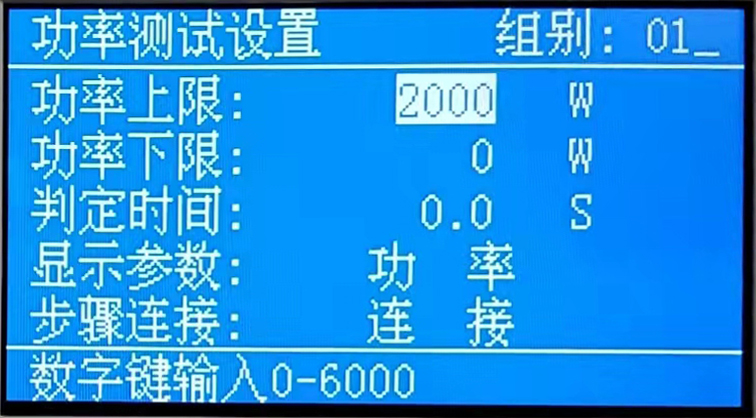 功率测试设置 组别: 01_
功率上限: 2000 W
功率下限: 0 W
判定时间: 0.0 S
显示参数: 功 率
步骤连接: 连 接
数字键输入0-6000